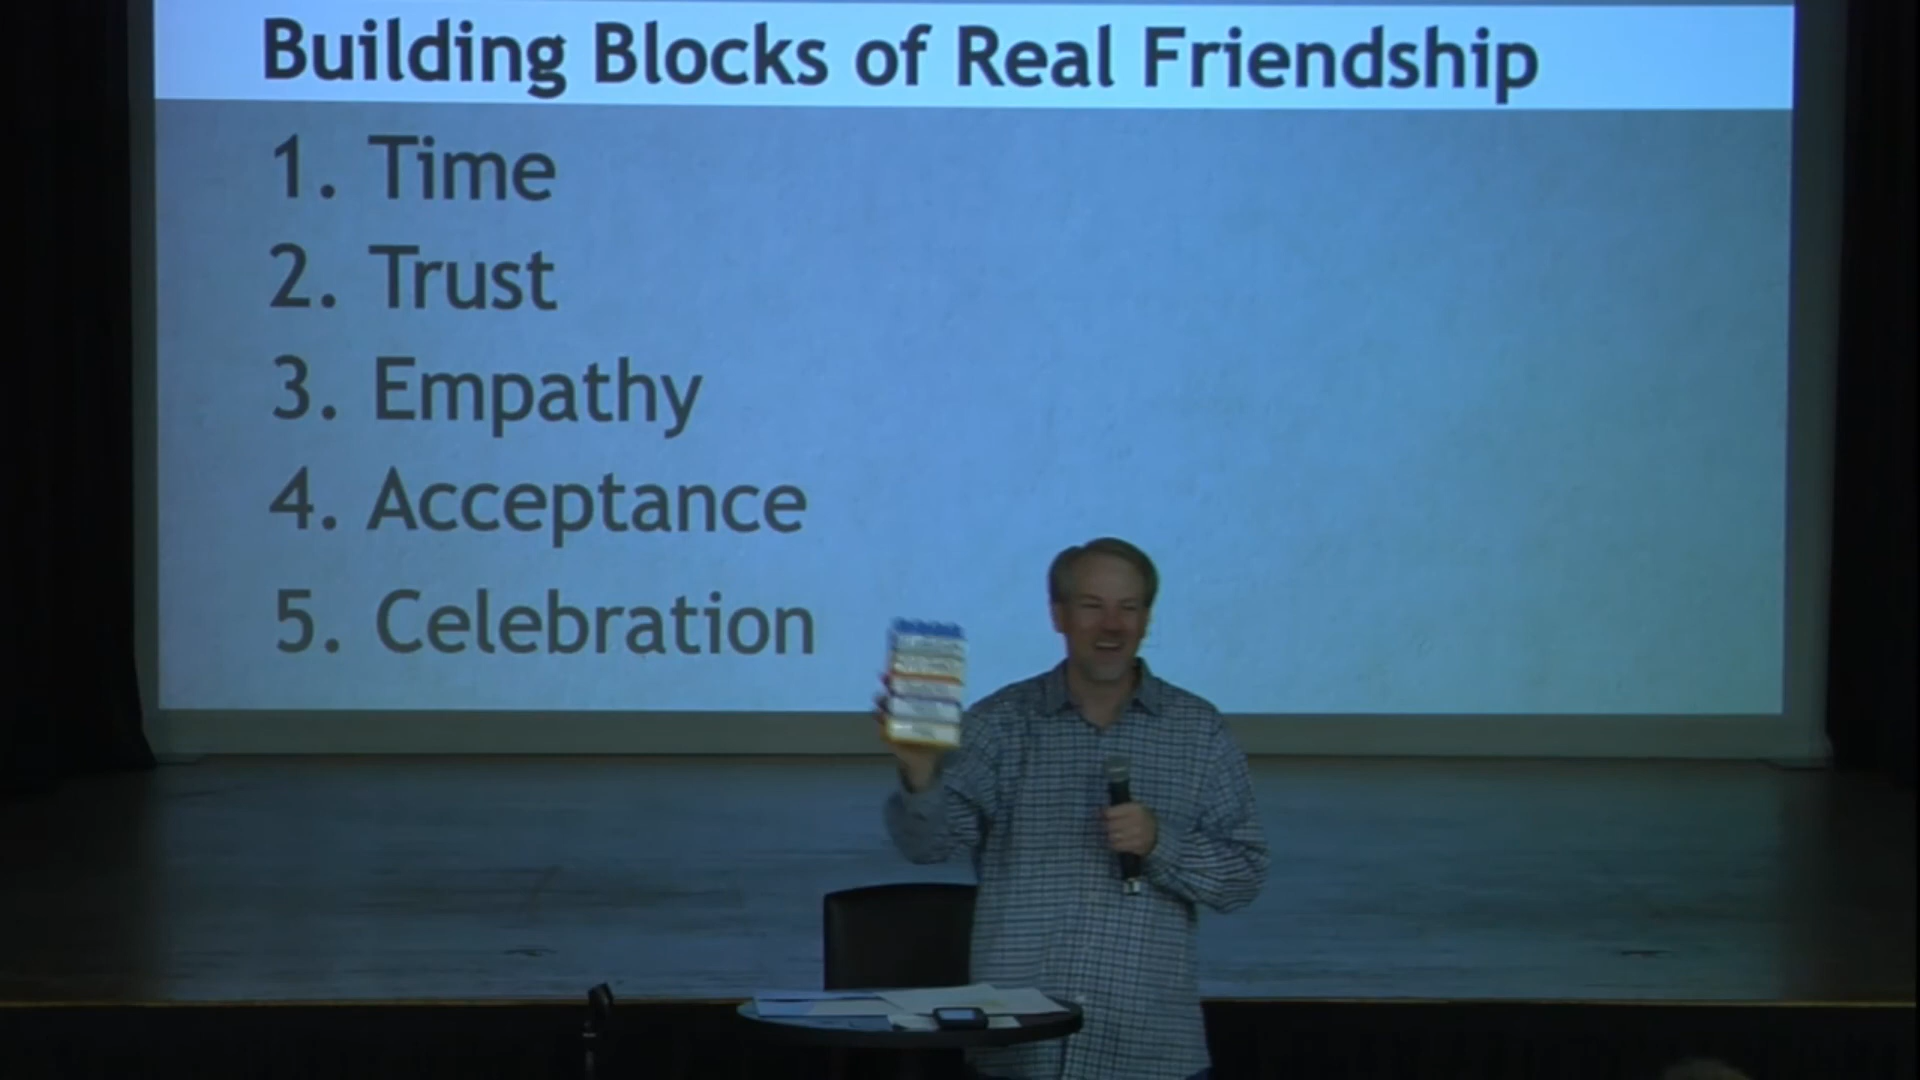 Building Blocks of Real Friendship
1. Time
2. Trust
3. Empathy
4. Acceptance
5. Celebration